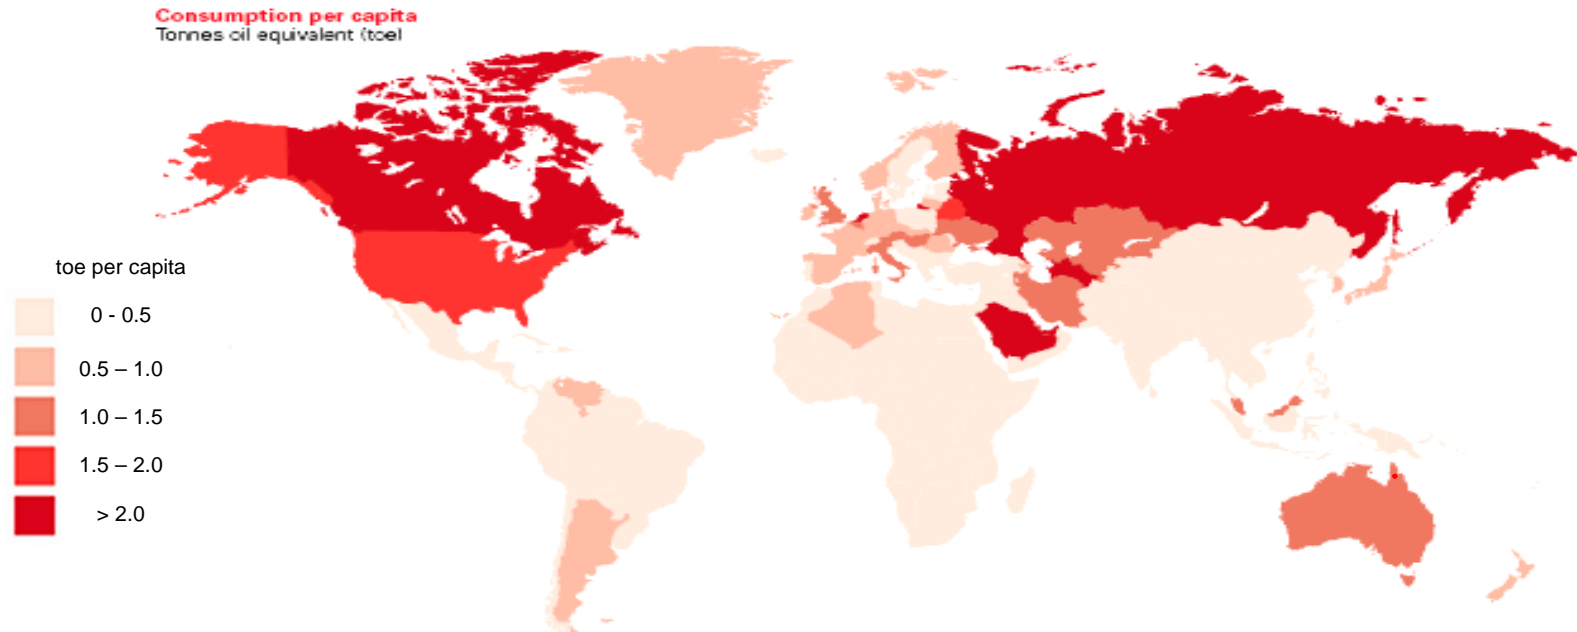 Consumption per capita
Tonnes oil equivalent (toe)
toe per capita
0 - 0.5
0.5 – 1.0
1.0 – 1.5
1.5 – 2.0
> 2.0